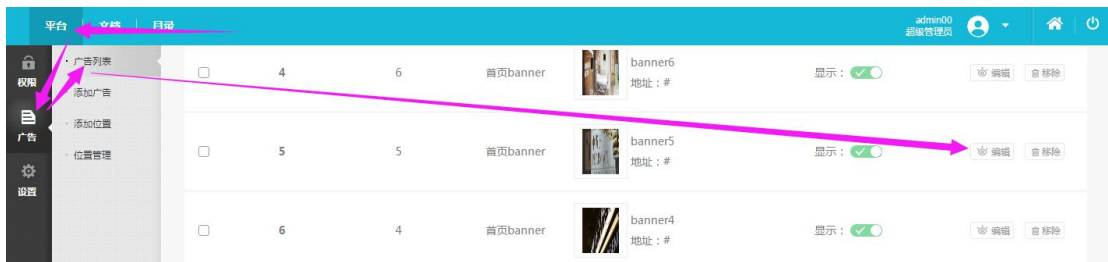 平台 文档 目录 admin00
超级管理员
权限
广告
设置
广告列表
添加广告
添加位置
位置管理
4 6 首页banner banner6 显示： 编辑 移除
地址：#
5 5 首页banner banner5 显示： 编辑 移除
地址：#
6 4 首页banner banner4 显示： 编辑 移除
地址：#